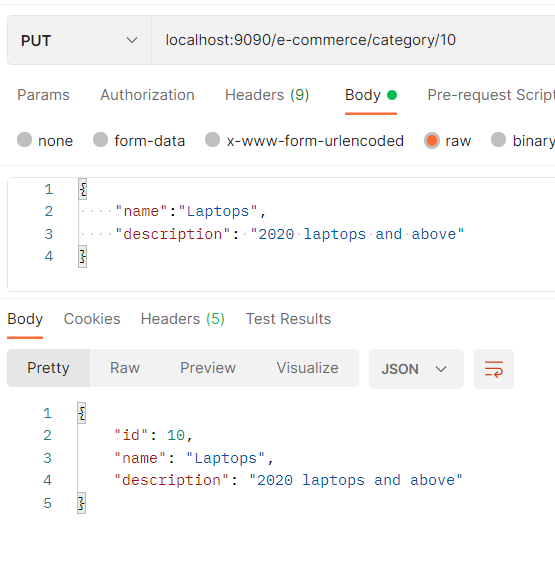 PUT localhost:9090/e-commerce/category/10
Params Authorization Headers (9) Body Pre-request Script
none form-data x-www-form-urlencoded raw binary
1 {
2 "name":"Laptops",
3 "description": "2020 laptops and above"
4 }
Body Cookies Headers (5) Test Results
Pretty Raw Preview Visualize JSON
1 {
2 "id": 10,
3 "name": "Laptops",
4 "description": "2020 laptops and above"
5 }